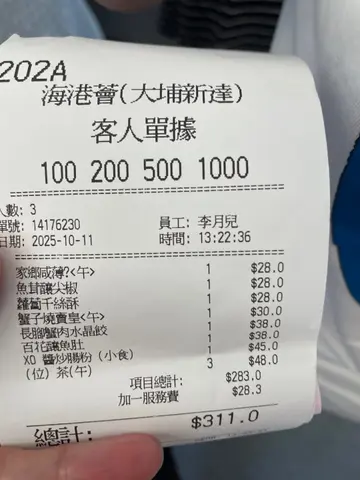 202A
海港薈(大埔新達)
客人單據
100 200 500 1000
人數: 3
單號: 14176230 員工: 李月兒
日期: 2025-10-11 時間: 13:22:36
家鄉咸薄?<午> 1 $28.0
魚茸讓尖椒 1 $28.0
蘿蔔千絲酥 1 $28.0
蟹子燒賣皇<午> 1 $30.0
長腳蟹肉水晶餃 1 $38.0
百花讓魚肚 1 $38.0
XO 醬炒腸粉 (小食) 1 $45.0
(位) 茶(午) 3 $48.0
項目總計: $283.0
加一服務費 $28.3
總計: $311.0